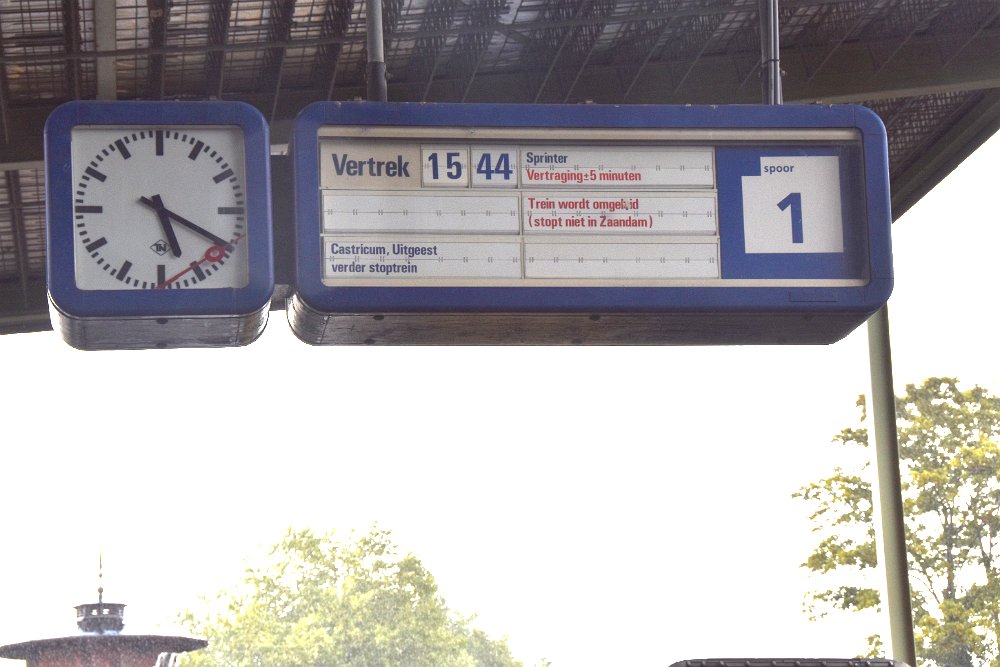 Vertrek 15 44
Sprinter
Vertraging±5 minuten
spoor
1
Trein wordt omgeleid
(stopt niet in Zaandam)
Castricum, Uitgeest
verder stoptrein